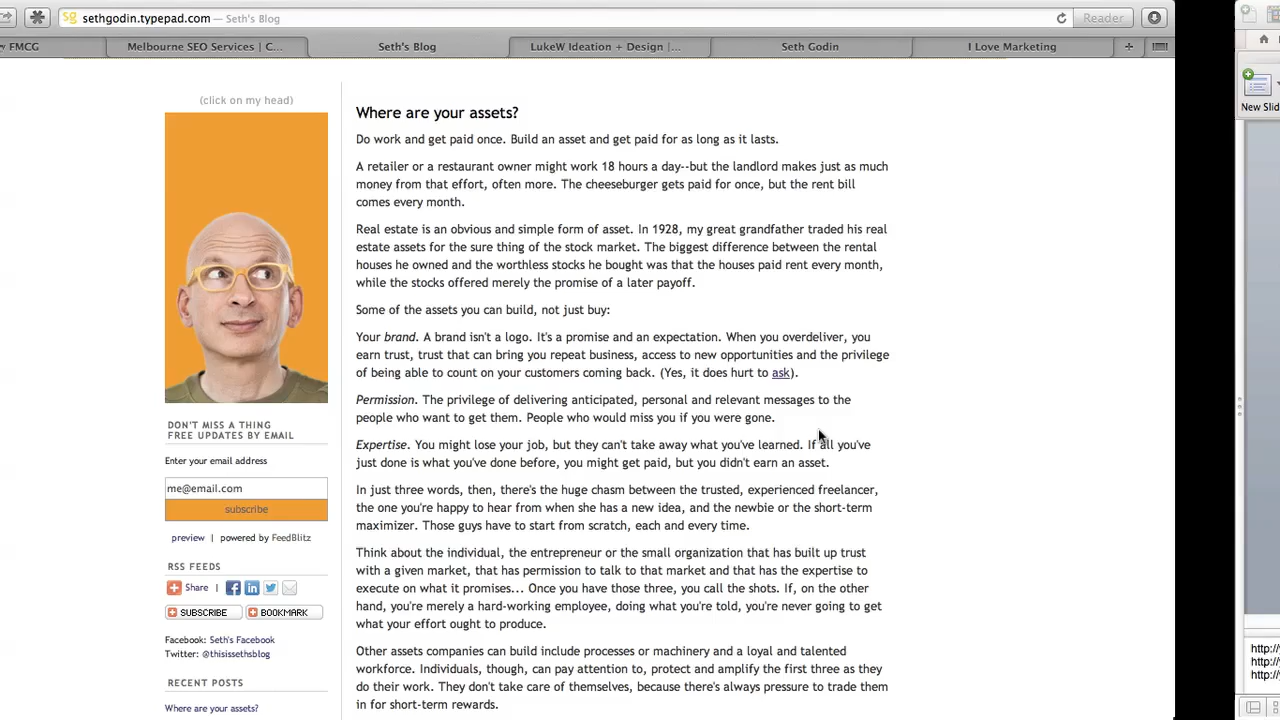 sethgodin.typepad.com — Seth's Blog
Reader
FMCG
Melbourne SEO Services | C...
Seth's Blog
LukeW Ideation + Design |...
Seth Godin
I Love Marketing
New Slid
(click on my head)
DON'T MISS A THING
FREE UPDATES BY EMAIL
Enter your email address
me@email.com
subscribe
preview | powered by FeedBlitz
RSS FEEDS
Share |
SUBSCRIBE
BOOKMARK
Facebook: Seth's Facebook
Twitter: @thisissethsblog
RECENT POSTS
Where are your assets?
Where are your assets?
Do work and get paid once. Build an asset and get paid for as long as it lasts.
A retailer or a restaurant owner might work 18 hours a day--but the landlord makes just as much
money from that effort, often more. The cheeseburger gets paid for once, but the rent bill
comes every month.
Real estate is an obvious and simple form of asset. In 1928, my great grandfather traded his real
estate assets for the sure thing of the stock market. The biggest difference between the rental
houses he owned and the worthless stocks he bought was that the houses paid rent every month,
while the stocks offered merely the promise of a later payoff.
Some of the assets you can build, not just buy:
Your brand. A brand isn't a logo. It's a promise and an expectation. When you overdeliver, you
earn trust, trust that can bring you repeat business, access to new opportunities and the privilege
of being able to count on your customers coming back. (Yes, it does hurt to ask).
Permission. The privilege of delivering anticipated, personal and relevant messages to the
people who want to get them. People who would miss you if you were gone.
Expertise. You might lose your job, but they can't take away what you've learned. If all you've
just done is what you've done before, you might get paid, but you didn't earn an asset.
In just three words, then, there's the huge chasm between the trusted, experienced freelancer,
the one you're happy to hear from when she has a new idea, and the newbie or the short-term
maximizer. Those guys have to start from scratch, each and every time.
Think about the individual, the entrepreneur or the small organization that has built up trust
with a given market, that has permission to talk to that market and that has the expertise to
execute on what it promises... Once you have those three, you call the shots. If, on the other
hand, you're merely a hard-working employee, doing what you're told, you're never going to get
what your effort ought to produce.
Other assets companies can build include processes or machinery and a loyal and talented
workforce. Individuals, though, can pay attention to, protect and amplify the first three as they
do their work. They don't take care of themselves, because there's always pressure to trade them
in for short-term rewards.
http://
http://
http://